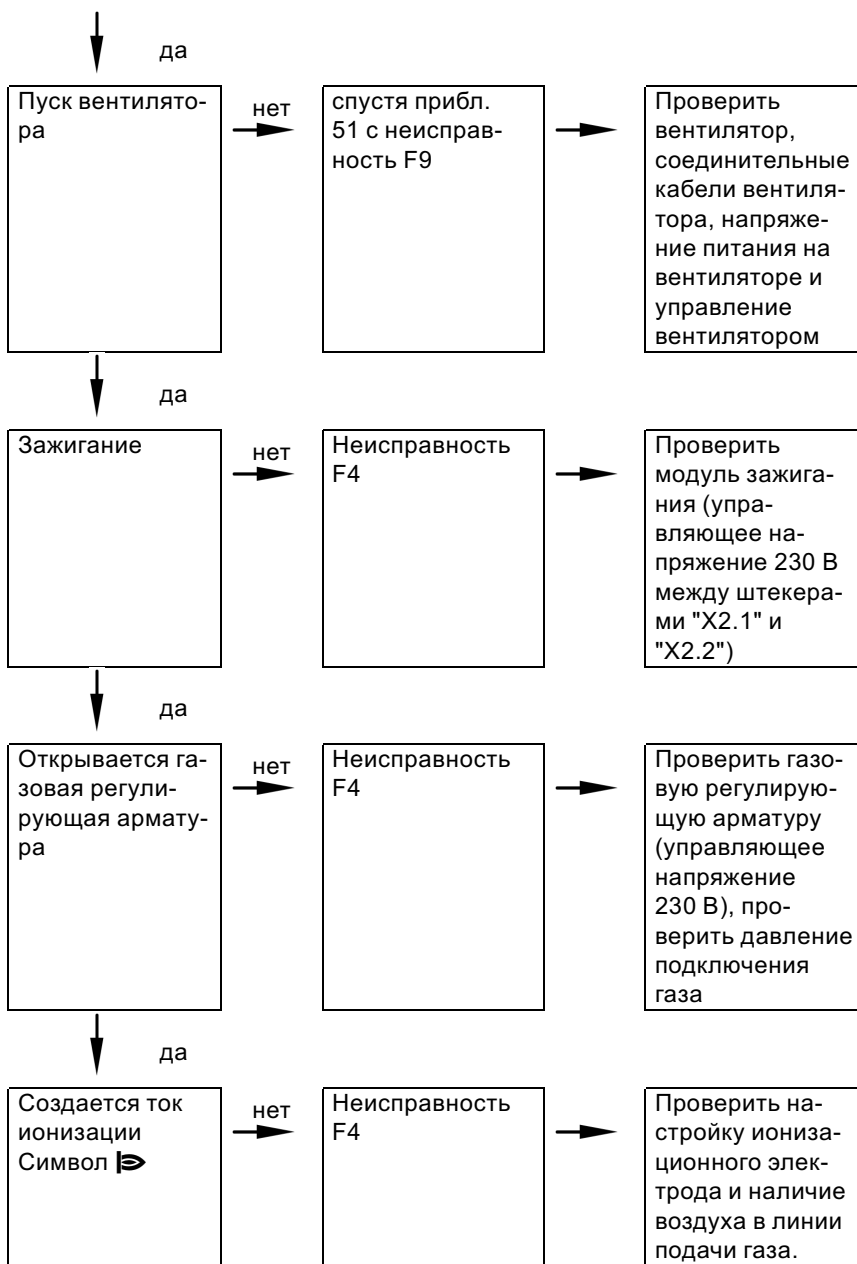 да
Пуск вентилято-
ра
нет
спустя прибл.
51 с неисправ-
ность F9
Проверить
вентилятор,
соединительные
кабели вентиля-
тора, напряже-
ние питания на
вентиляторе и
управление
вентилятором
да
Зажигание
нет
Неисправность
F4
Проверить
модуль зажига-
ния (упра-
вляющее на-
пряжение 230 В
между штекера-
ми "X2.1" и
"X2.2")
да
Открывается га-
зовая регули-
рующая армату-
ра
нет
Неисправность
F4
Проверить газо-
вую регулирую-
щую арматуру
(управляющее
напряжение
230 В), про-
верить давление
подключения
газа
да
Создается ток
ионизации
Символ
нет
Неисправность
F4
Проверить на-
стройку иониза-
ционного элек-
трода и наличие
воздуха в линии
подачи газа.